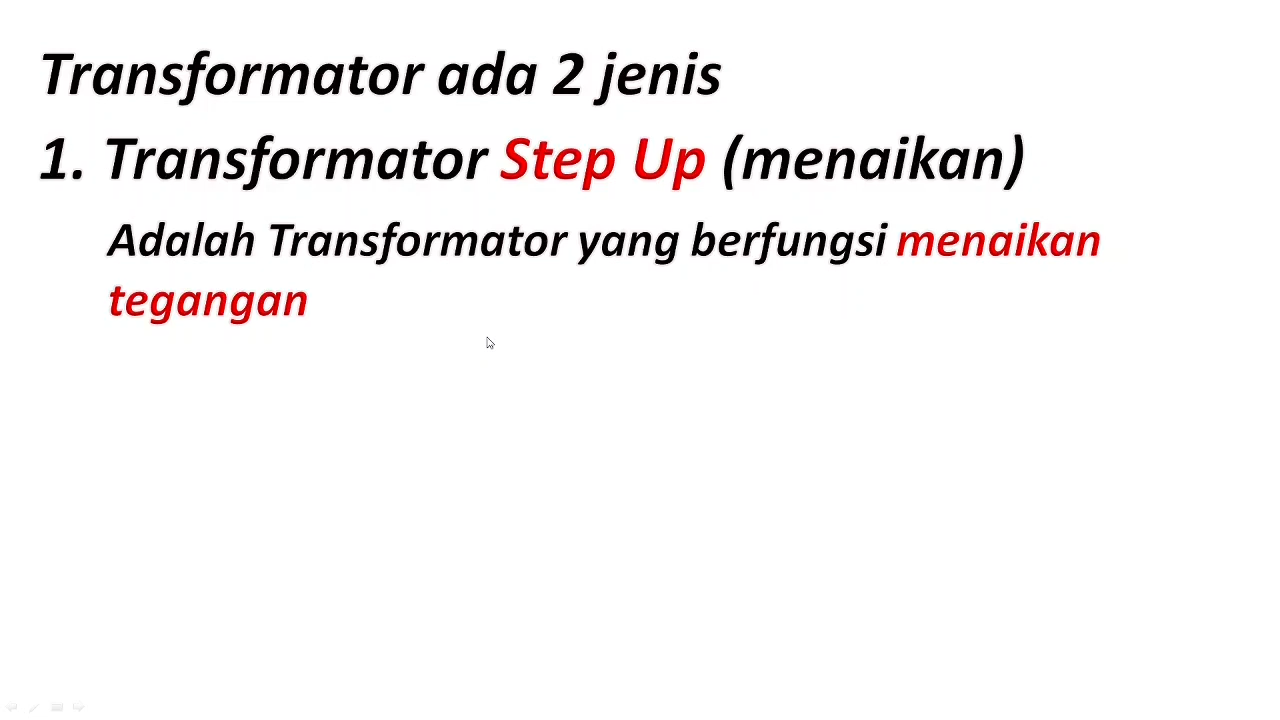 Transformator ada 2 jenis
1. Transformator Step Up (menaikan)
Adalah Transformator yang berfungsi menaikan
tegangan